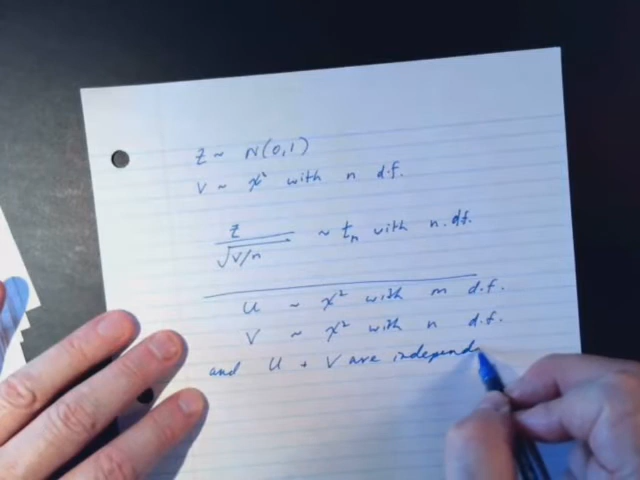 Z ~ N(0,1)
V ~ χ² with n d.f.
Z / √V/n ~ tₙ with n. d.f.
U ~ χ² with m d.f.
V ~ χ² with n d.f.
and U + V are independ